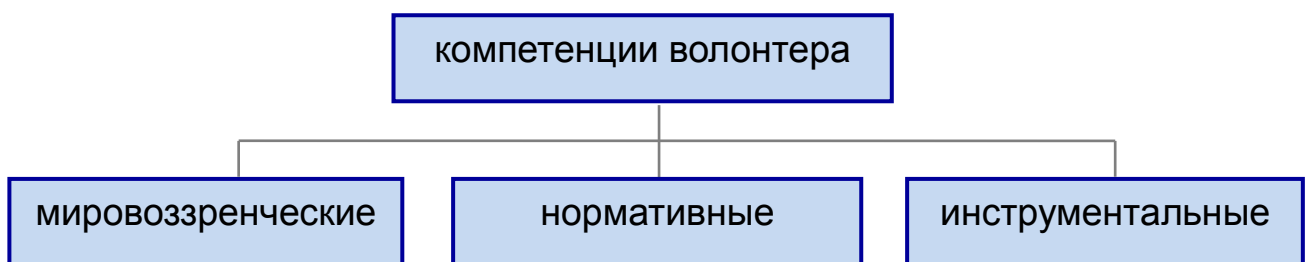 компетенции волонтера
мировоззренческие
нормативные
инструментальные